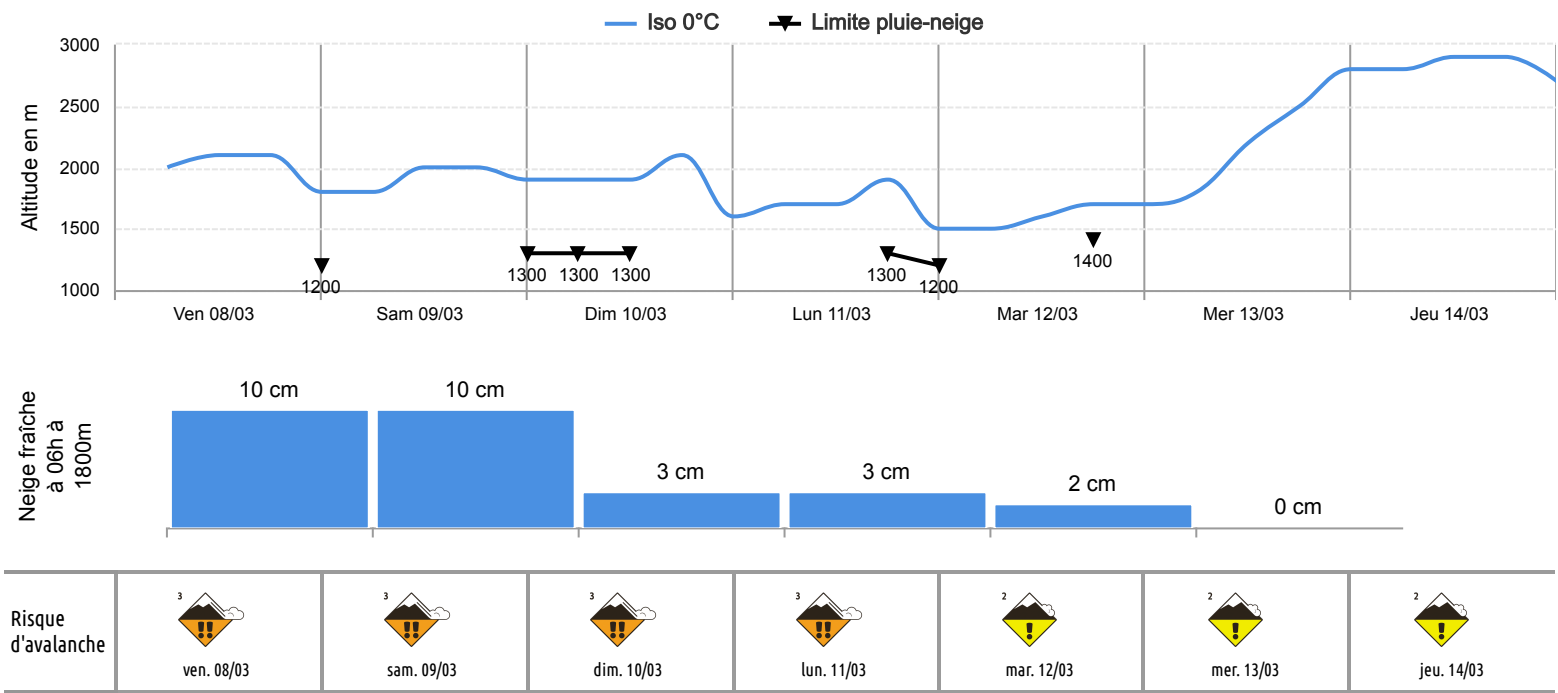 Iso 0°C
Limite pluie-neige
Altitude en m
3000
2500
2000
1500
1000
1200
1300
1300
1300
1300
1200
1400
Ven 08/03
Sam 09/03
Dim 10/03
Lun 11/03
Mar 12/03
Mer 13/03
Jeu 14/03
Neige fraîche
à 06h à
1800m
10 cm
10 cm
3 cm
3 cm
2 cm
0 cm
Risque
d'avalanche
3
ven. 08/03
3
sam. 09/03
3
dim. 10/03
3
lun. 11/03
2
mar. 12/03
2
mer. 13/03
2
jeu. 14/03